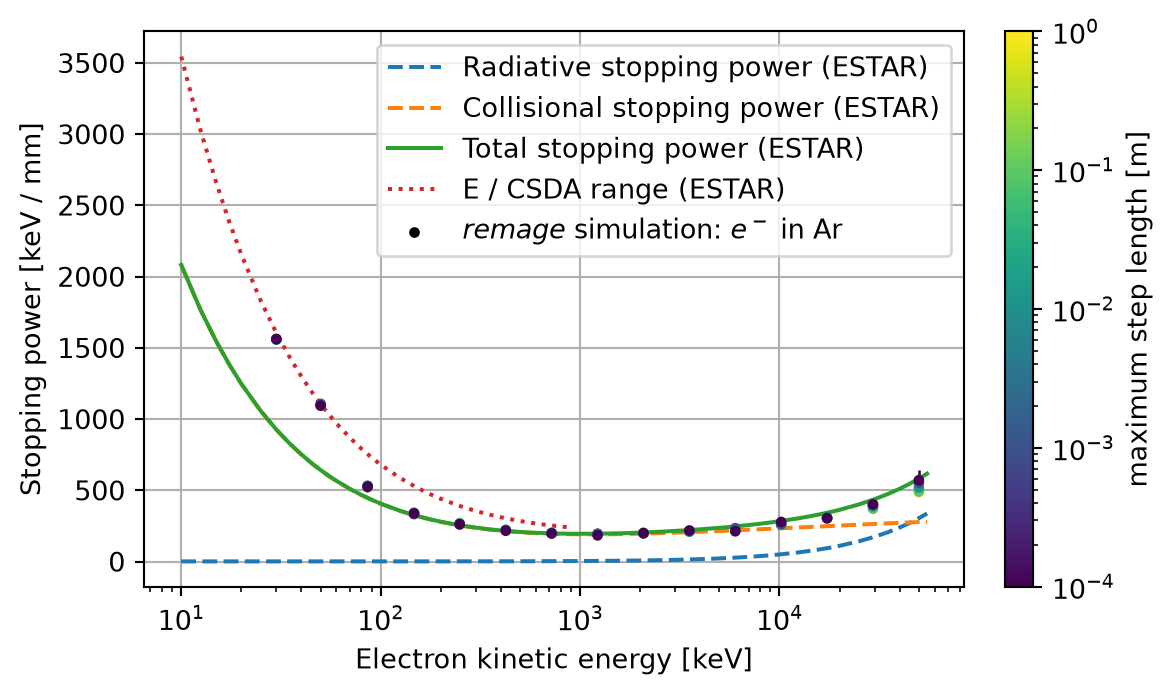 Radiative stopping power (ESTAR)
Collisional stopping power (ESTAR)
Total stopping power (ESTAR)
E / CSDA range (ESTAR)
remage simulation: e⁻ in Ar
Stopping power [keV / mm]
3500
3000
2500
2000
1500
1000
500
0
10¹
10²
10³
10⁴
Electron kinetic energy [keV]
10⁰
10⁻¹
10⁻²
10⁻³
10⁻⁴
maximum step length [m]